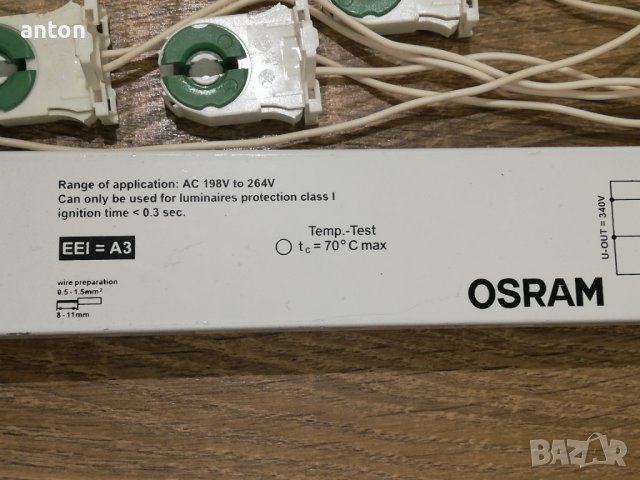 anton
Range of application: AC 198V to 264V
Can only be used for luminaires protection class I
ignition time < 0.3 sec.
EEI = A3
Temp.-Test
tc = 70°C max
wire preparation
0.5 - 1.5mm²
8 - 11mm
OSRAM
U-OUT = 340V
BAZAR